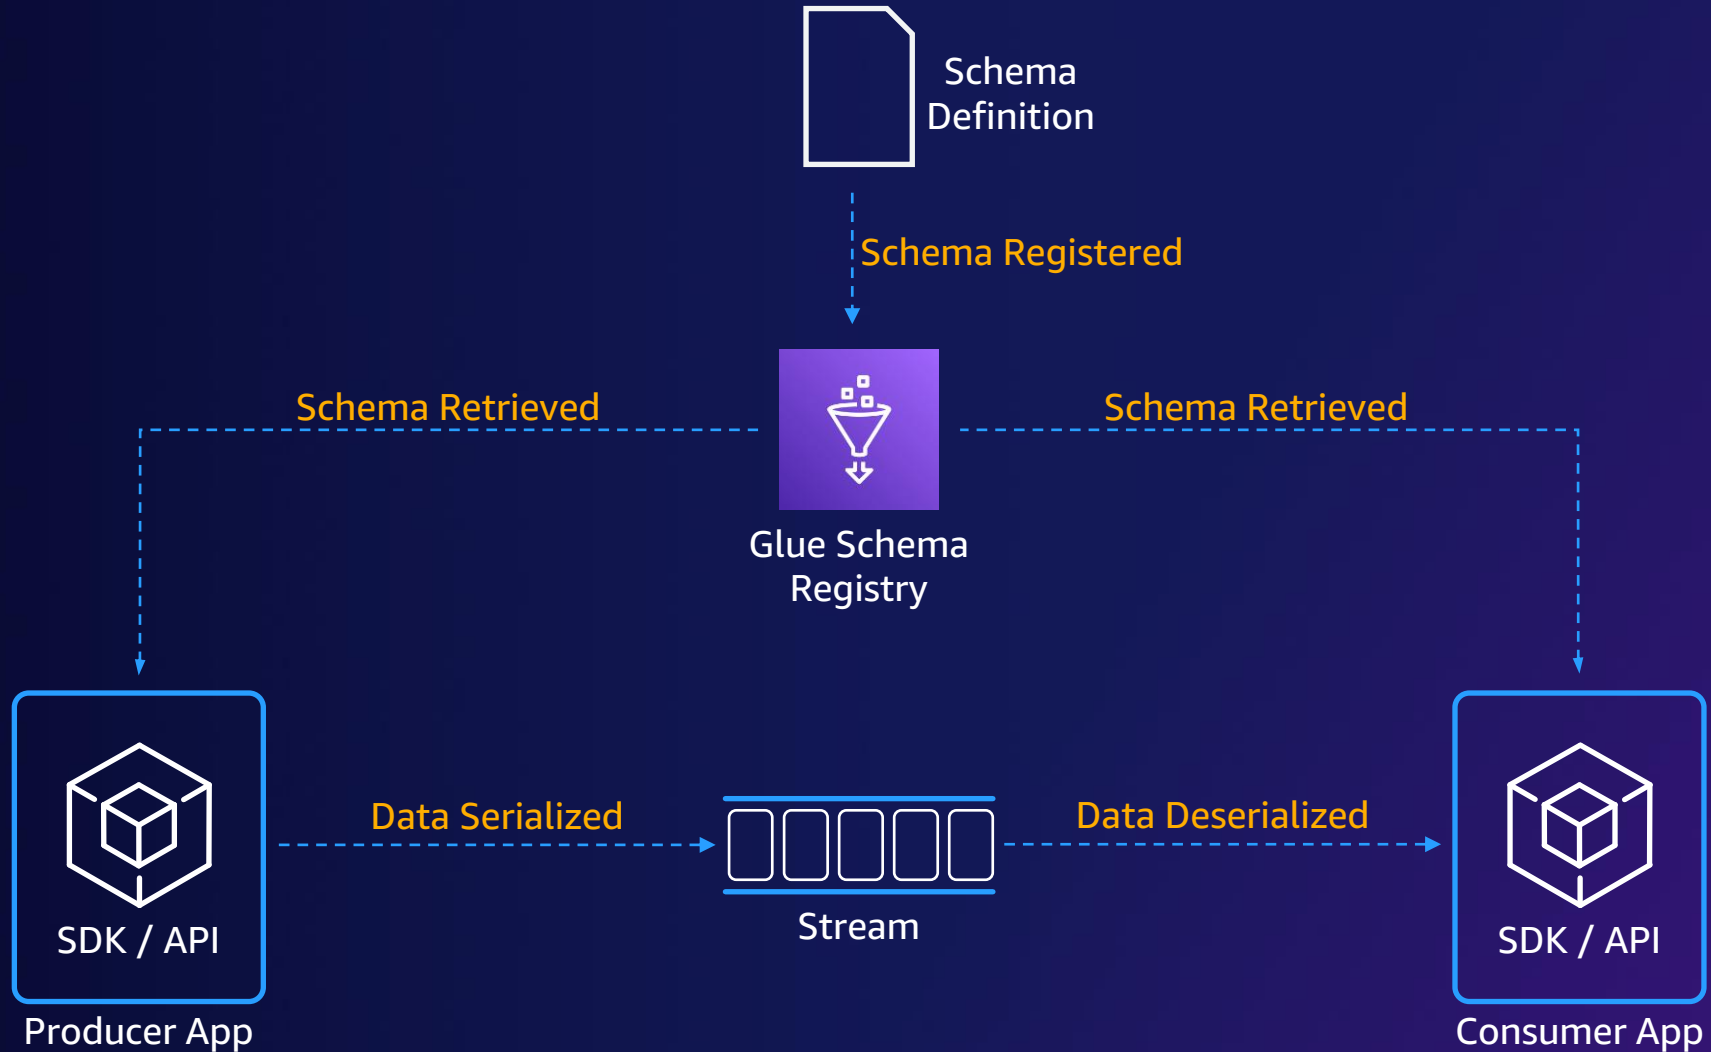 Schema
Definition
Schema Registered
Schema Retrieved
Schema Retrieved
Glue Schema
Registry
Data Serialized
Data Deserialized
SDK / API
Stream
SDK / API
Producer App
Consumer App